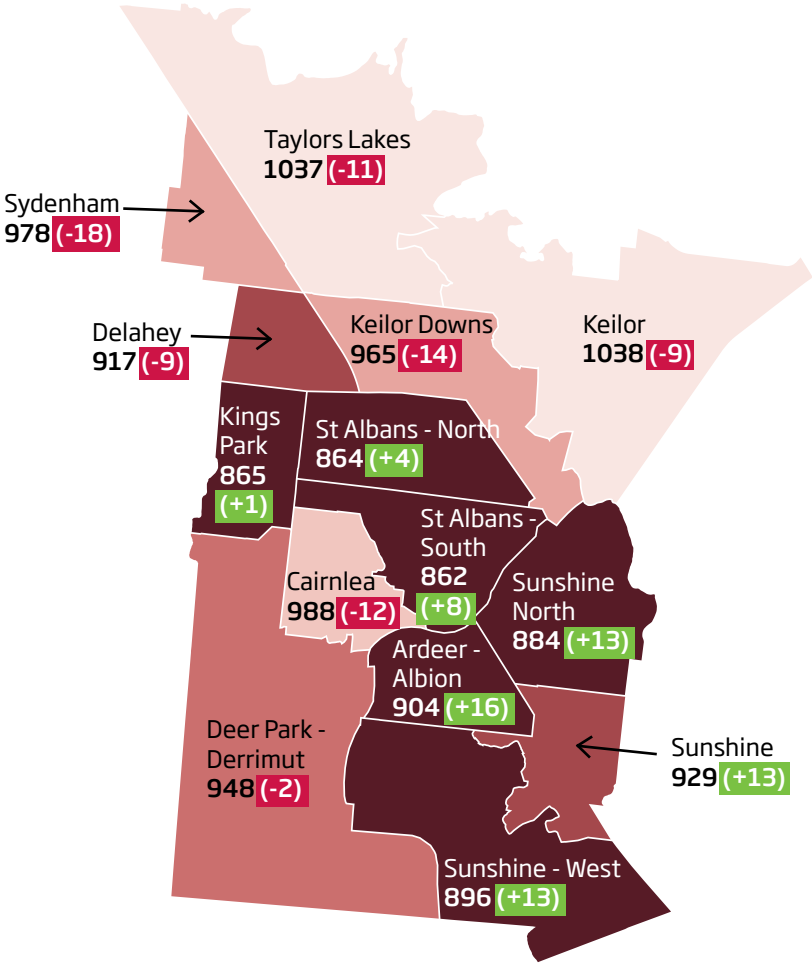 Taylors Lakes
1037 (-11)
Sydenham
978 (-18)
Delahey
917 (-9)
Keilor Downs
965 (-14)
Keilor
1038 (-9)
Kings
Park
865
(+1)
St Albans - North
864 (+4)
St Albans -
South
862
(+8)
Cairnlea
988 (-12)
Sunshine
North
884 (+13)
Ardeer -
Albion
904 (+16)
Deer Park -
Derrimut
948 (-2)
Sunshine
929 (+13)
Sunshine - West
896 (+13)